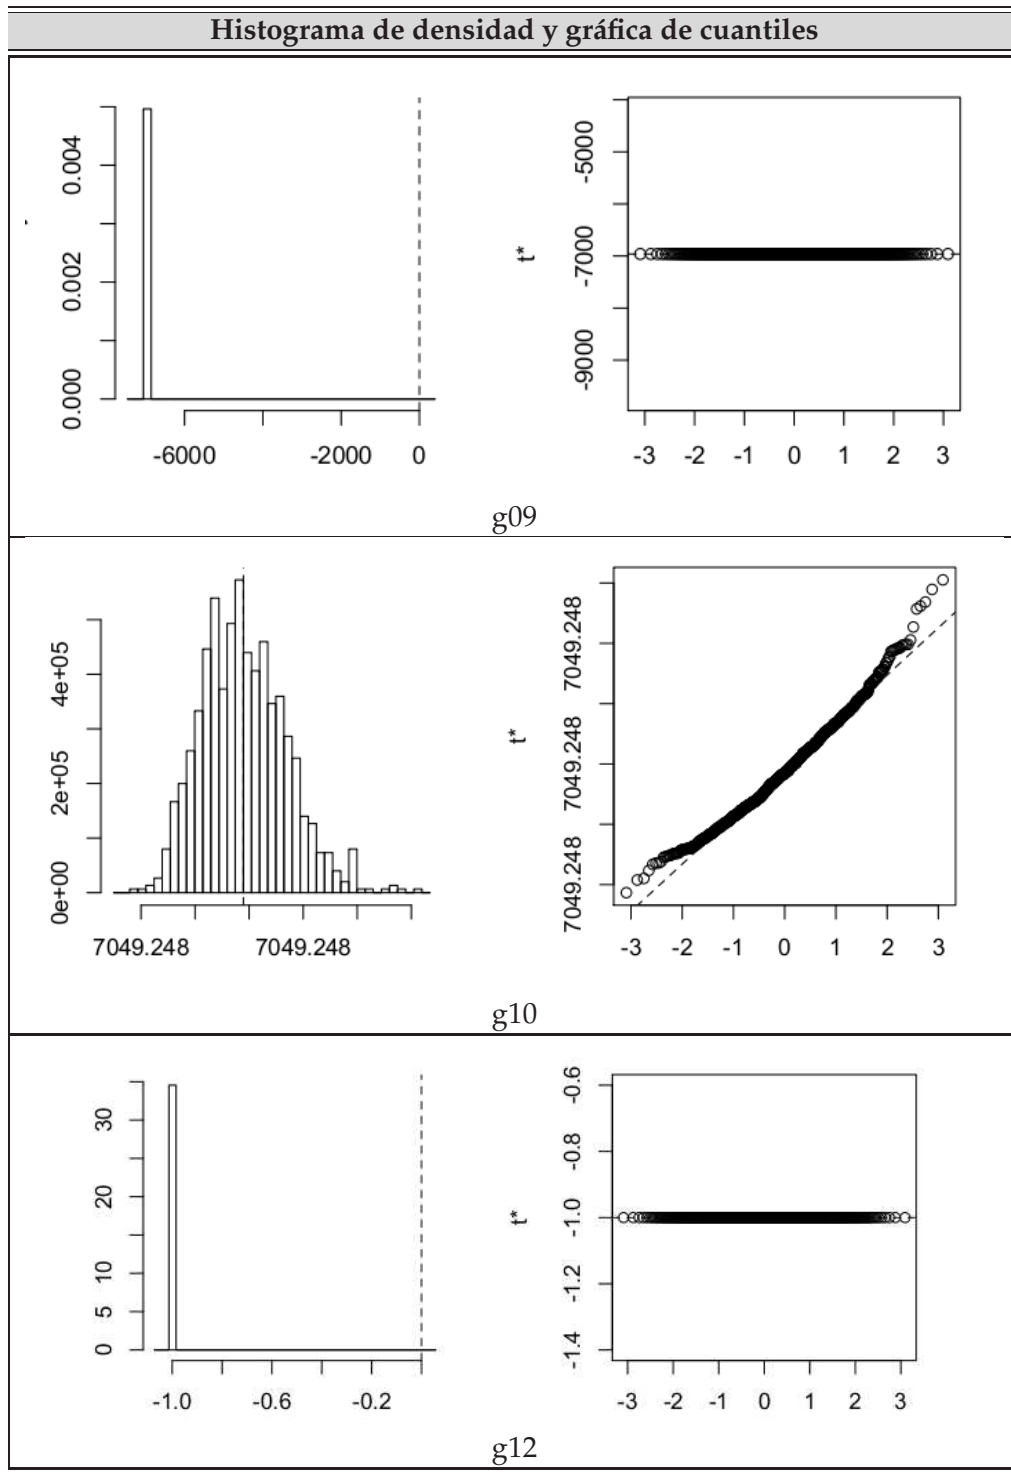 Histograma de densidad y gráfica de cuantiles
0.004
0.002
0.000
-6000
-2000
0
t*
-5000
-7000
-9000
-3 -2 -1 0 1 2 3
g09
4e+05
2e+05
0e+00
7049.248
7049.248
t*
7049.248
7049.248
7049.248
-3 -2 -1 0 1 2 3
g10
30
20
10
5
0
-1.0
-0.6
-0.2
t*
-0.6
-0.8
-1.0
-1.2
-1.4
-3 -2 -1 0 1 2 3
g12